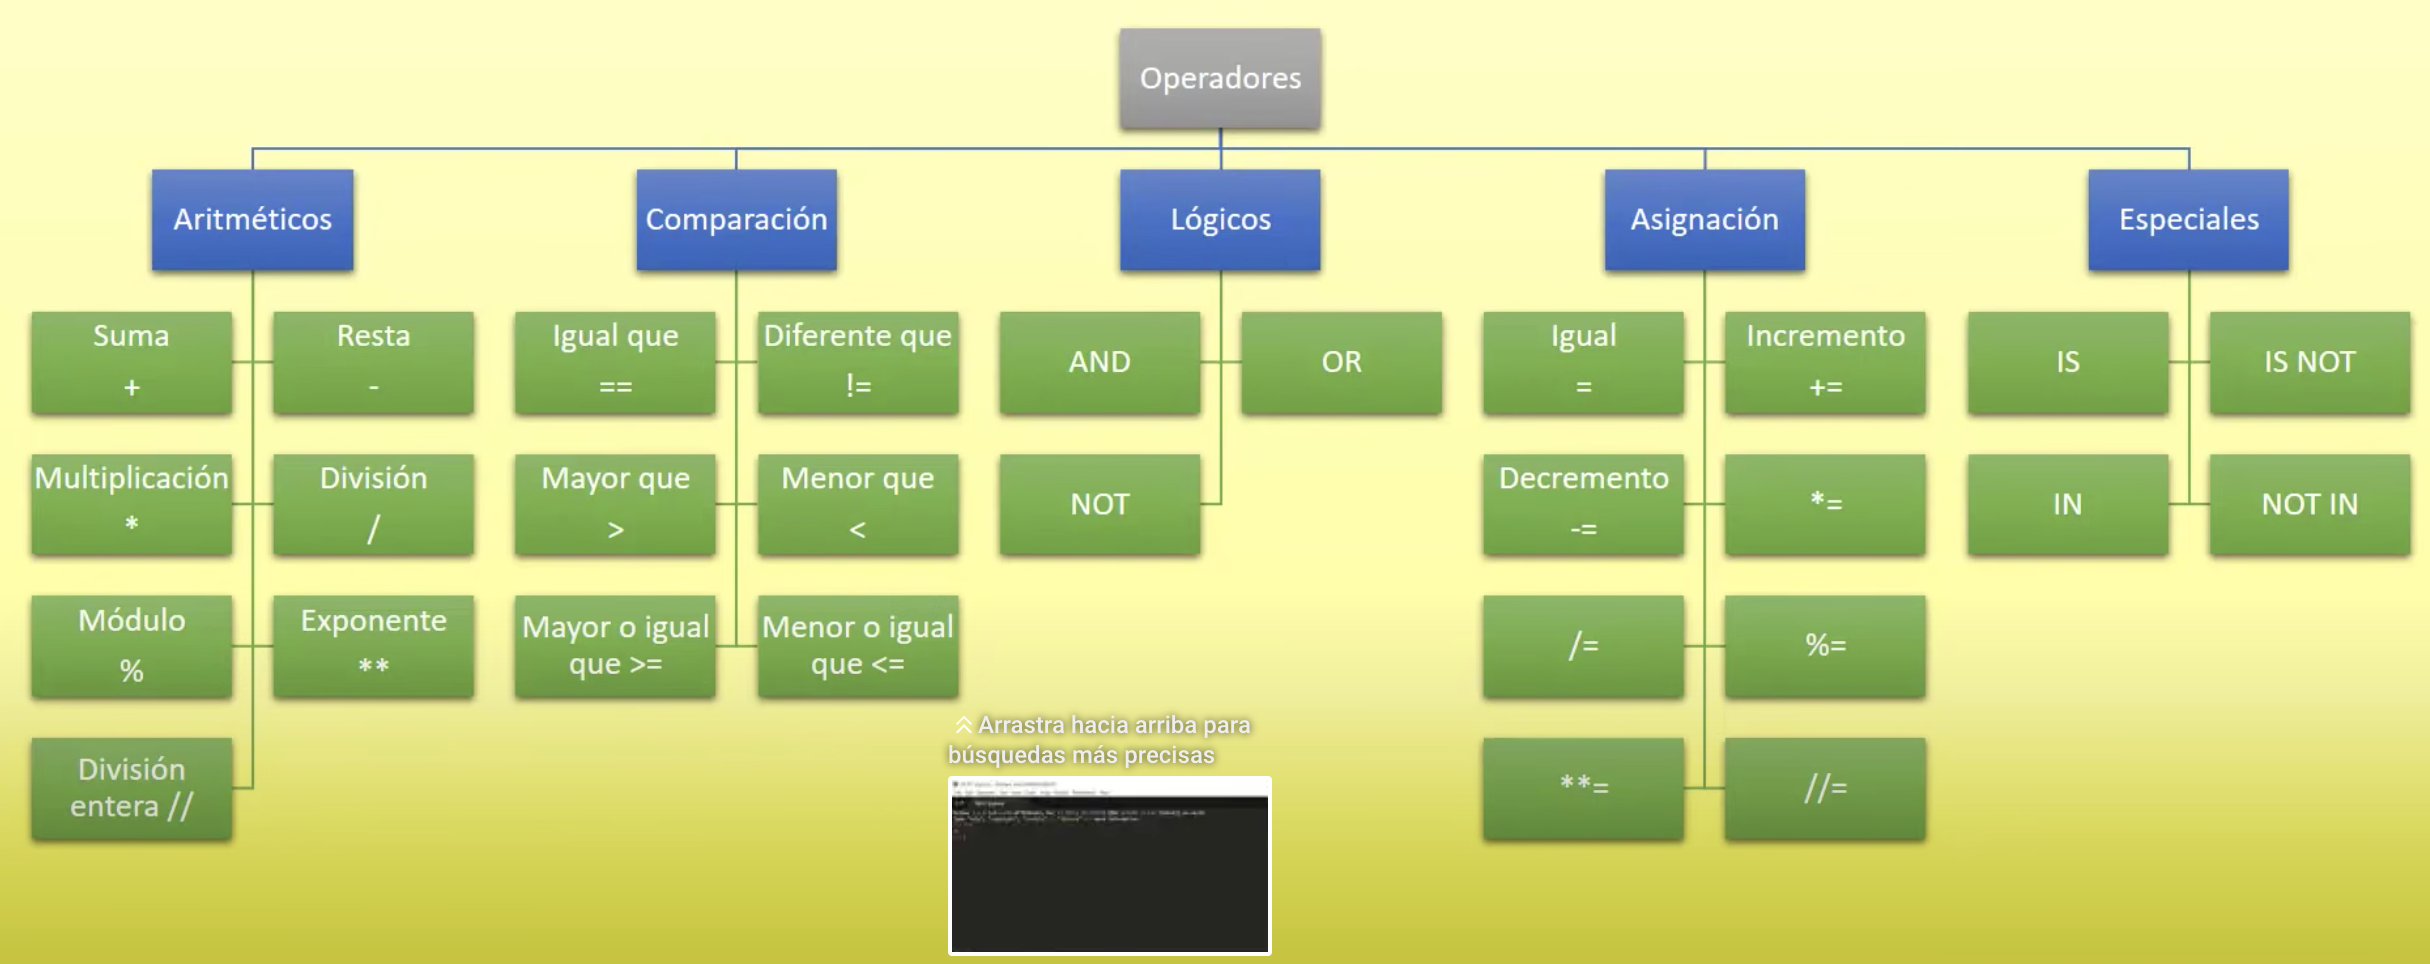 Operadores
Aritméticos
Comparación
Lógicos
Asignación
Especiales
Suma
+
Resta
-
Multiplicación
*
División
/
Módulo
%
Exponente
**
División
entera //
Igual que
==
Diferente que
!=
Mayor que
>
Menor que
<
Mayor o igual
que >=
Menor o igual
que <=
AND
OR
NOT
Igual
=
Incremento
+=
Decremento
-=
*=
/=
%=
**=
//=
IS
IS NOT
IN
NOT IN
Arrastra hacia arriba para
búsquedas más precisas